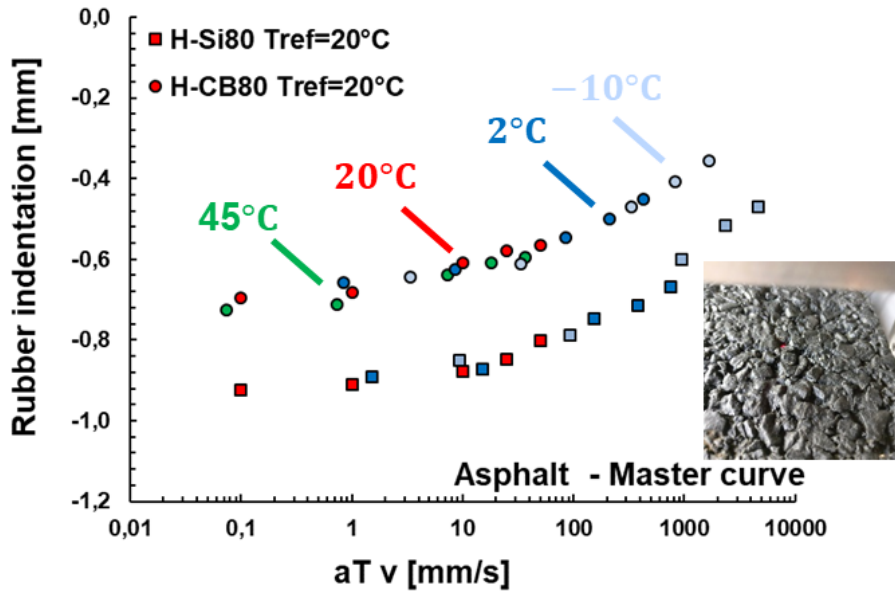 0,0
-0,2
-0,4
-0,6
-0,8
-1,0
-1,2
Rubber indentation [mm]
H-Si80 Tref=20°C
H-CB80 Tref=20°C
−10°C
2°C
20°C
45°C
Asphalt - Master curve
0,01
0,1
1
10
100
1000
10000
aT v [mm/s]